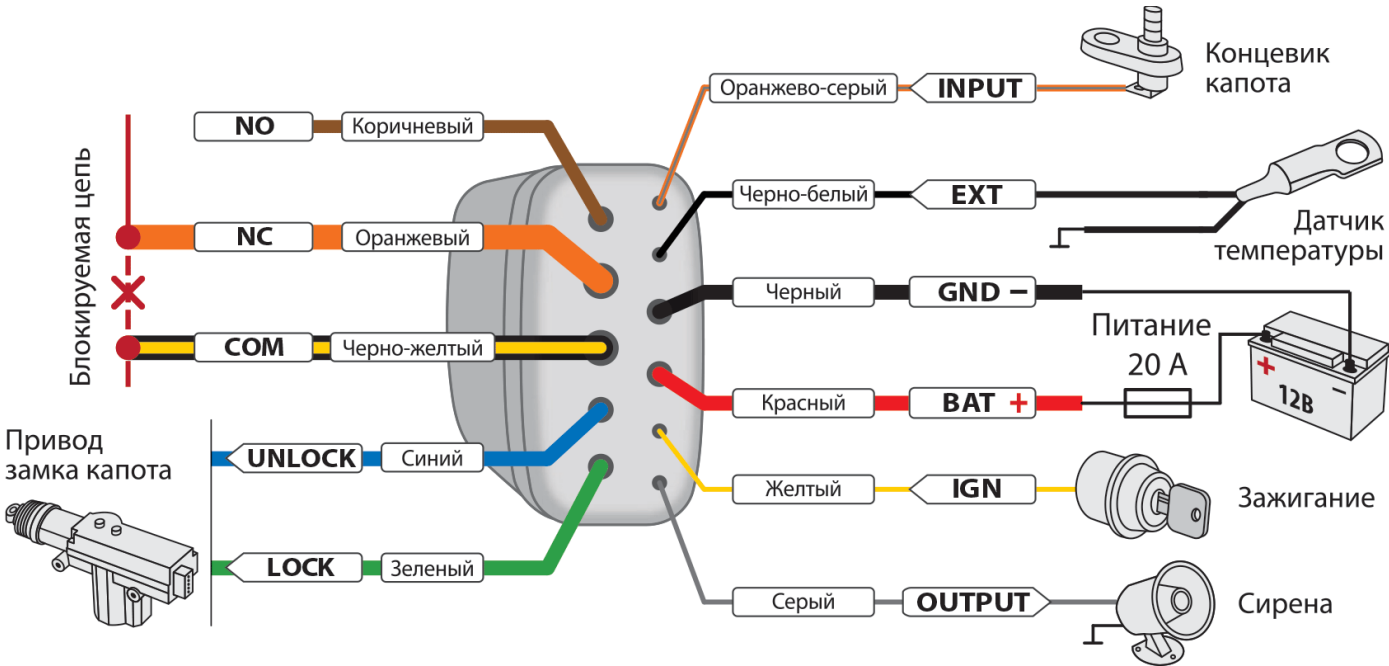 Оранжево-серый
INPUT
Концевик
капота
NO
Коричневый
Черно-белый
EXT
Датчик
температуры
Блокируемая цепь
NC
Оранжевый
Черный
GND −
Питание
20 А
COM
Черно-желтый
Красный
BAT +
+
−
12В
Привод
замка капота
UNLOCK
Синий
Желтый
IGN
Зажигание
LOCK
Зеленый
Серый
OUTPUT
Сирена